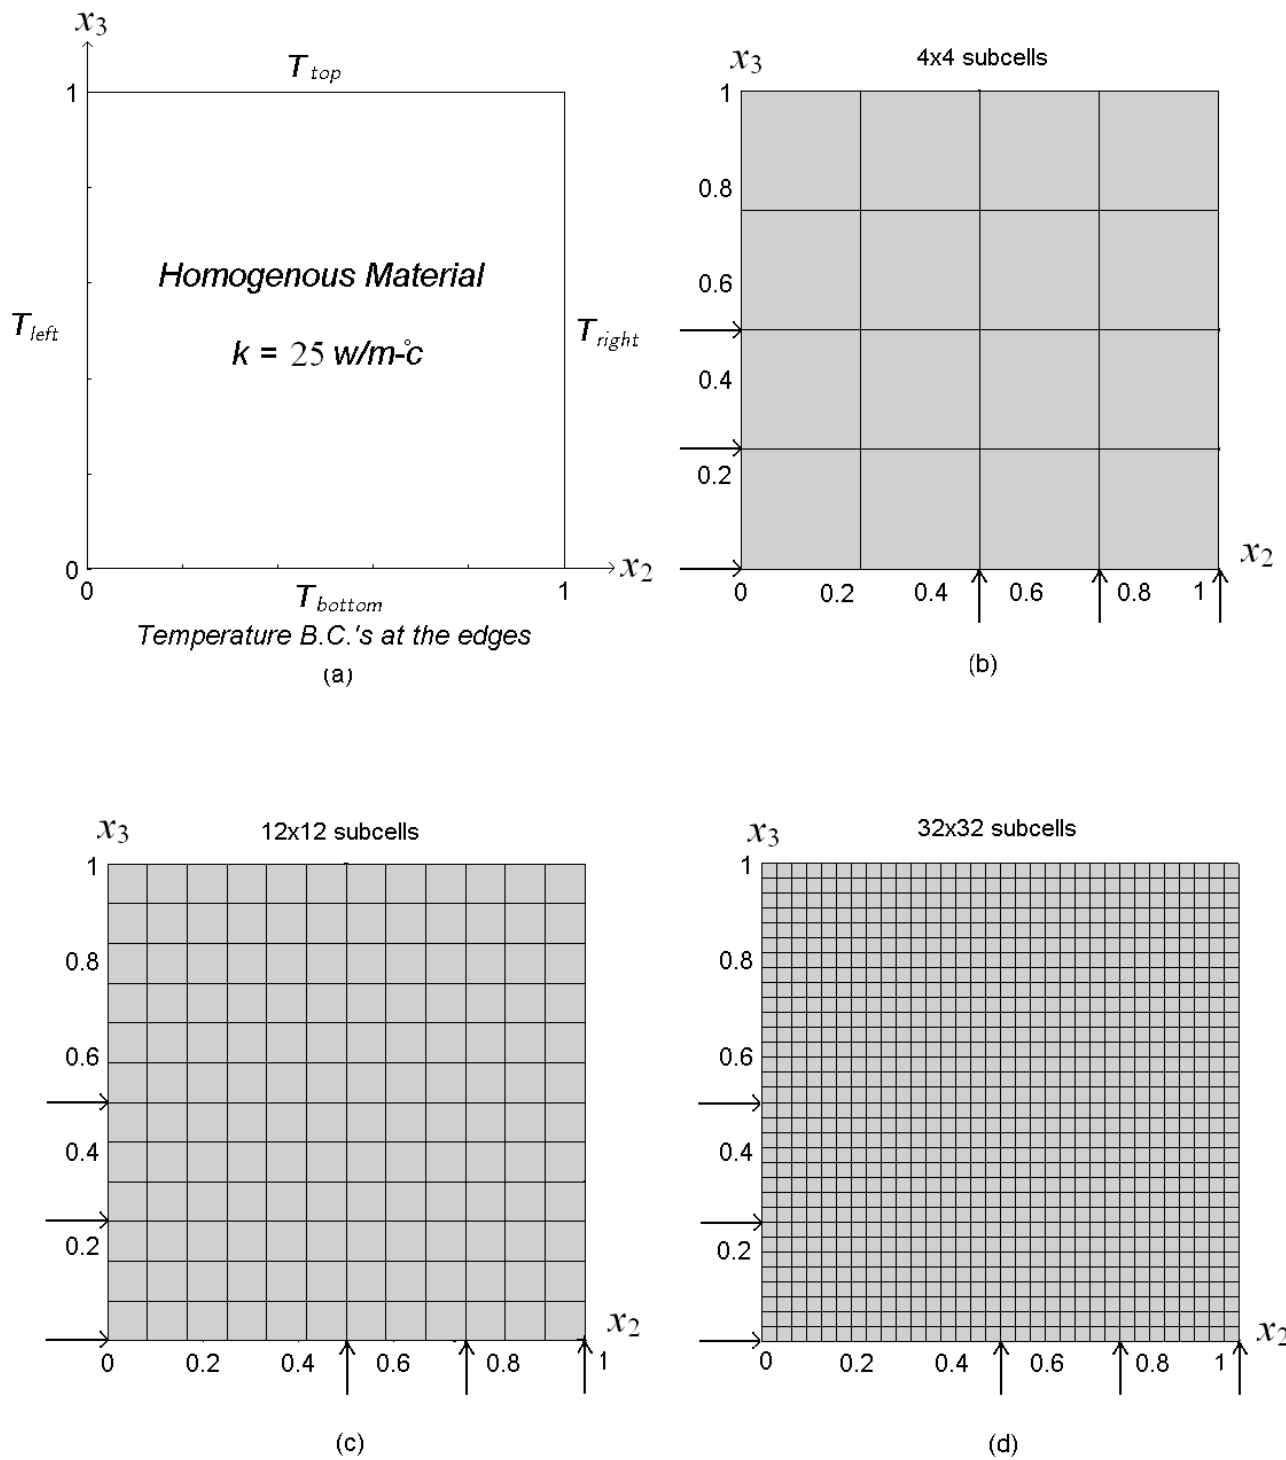 x3
T top
1
Homogenous Material
T left
T right
k = 25 w/m-°c
0
x2
0
1
T bottom
Temperature B.C.'s at the edges
(a)
x3
4x4 subcells
1
0.8
0.6
0.4
0.2
x2
0 0.2 0.4 0.6 0.8 1
(b)
x3
12x12 subcells
1
0.8
0.6
0.4
0.2
x2
0 0.2 0.4 0.6 0.8 1
(c)
x3
32x32 subcells
1
0.8
0.6
0.4
0.2
x2
0 0.2 0.4 0.6 0.8 1
(d)